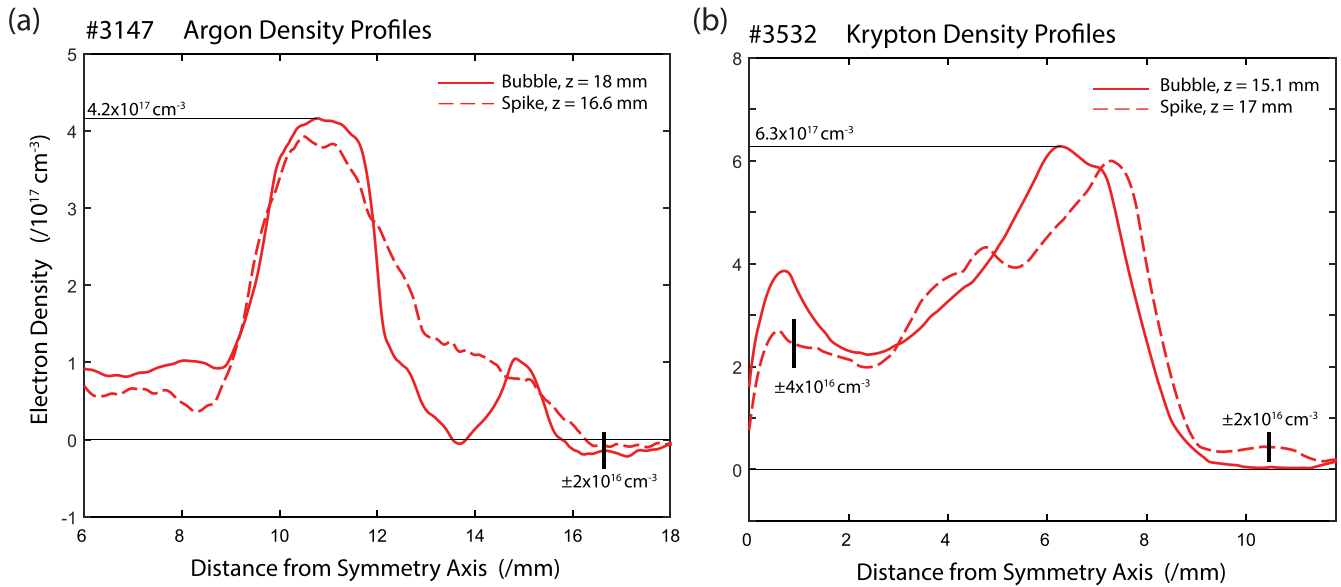 (a)
#3147 Argon Density Profiles
5
4
3
2
1
0
-1
Electron Density (/10¹⁷ cm⁻³)
4.2x10¹⁷ cm⁻³
Bubble, z = 18 mm
Spike, z = 16.6 mm
±2x10¹⁶ cm⁻³
6 8 10 12 14 16 18
Distance from Symmetry Axis (/mm)
(b)
#3532 Krypton Density Profiles
8
6
4
2
0
6.3x10¹⁷ cm⁻³
Bubble, z = 15.1 mm
Spike, z = 17 mm
±4x10¹⁶ cm⁻³
±2x10¹⁶ cm⁻³
0 2 4 6 8 10
Distance from Symmetry Axis (/mm)